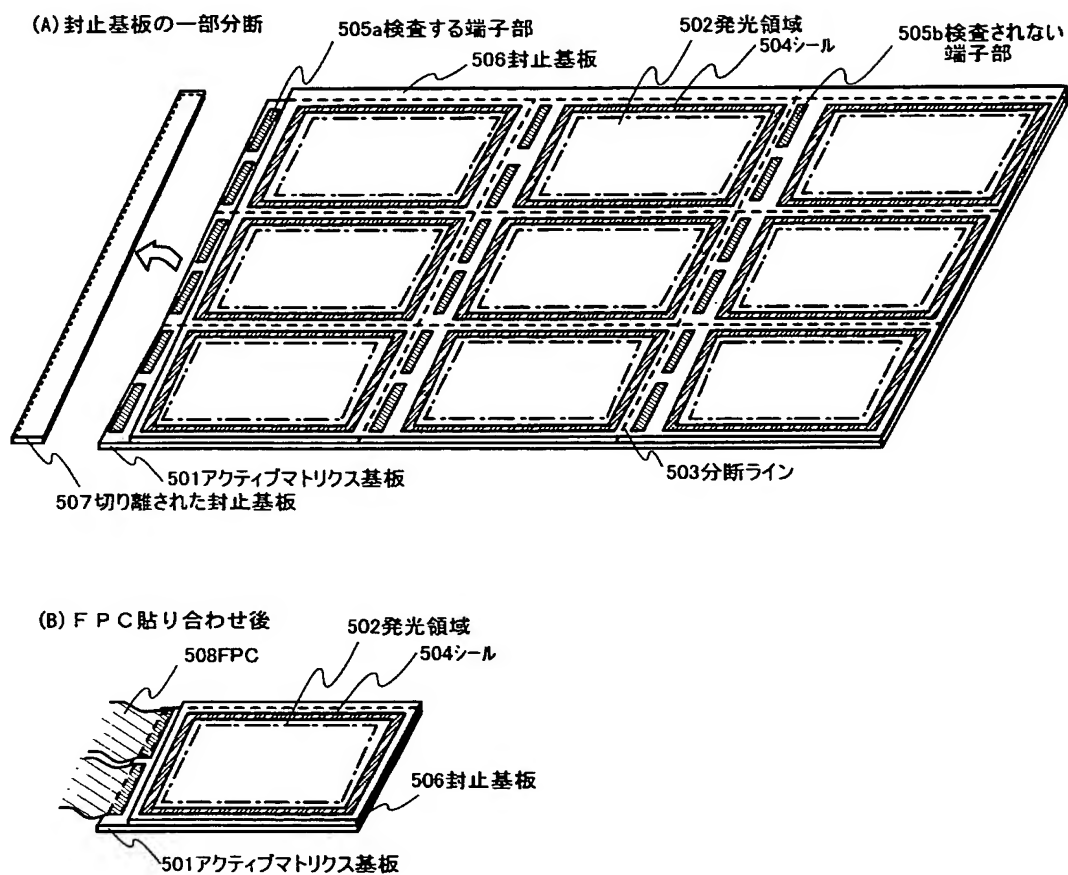 (A)封止基板の一部分断
505a検査する端子部
506封止基板
502発光領域
504シール
505b検査されない
端子部
501アクティブマトリクス基板
507切り離された封止基板
503分断ライン
(B)ＦＰＣ貼り合わせ後
508FPC
502発光領域
504シール
506封止基板
501アクティブマトリクス基板